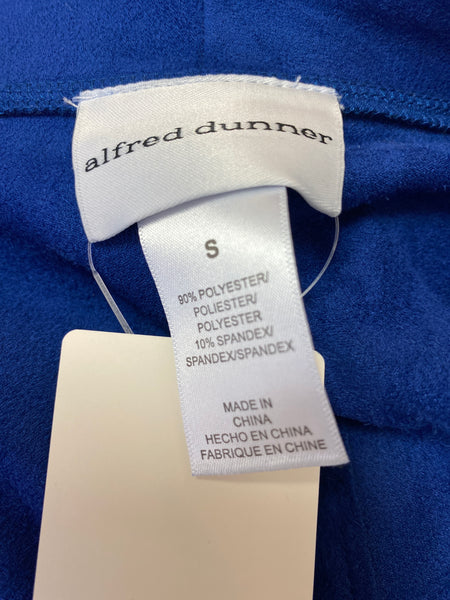 alfred dunner
S
90% POLYESTER/
POLIESTER/
POLYESTER
10% SPANDEX/
SPANDEX/SPANDEX
MADE IN
CHINA
HECHO EN CHINA
FABRIQUE EN CHINE